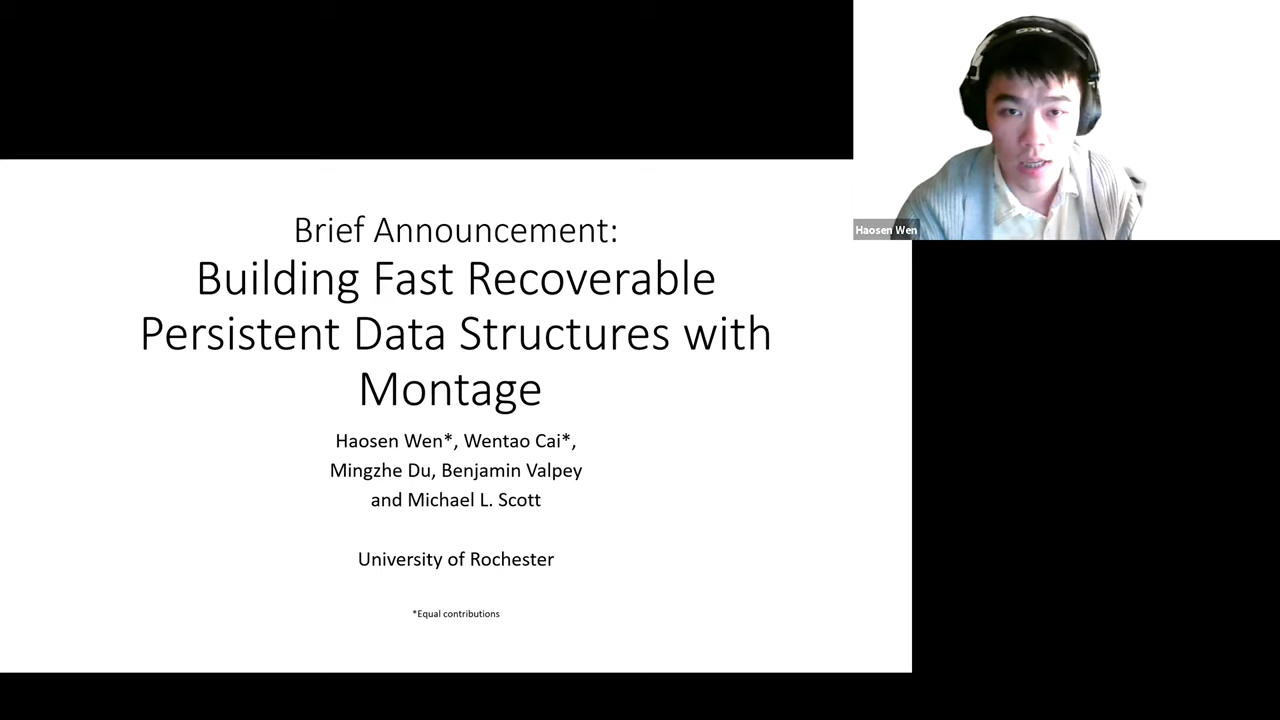 Brief Announcement:
Building Fast Recoverable
Persistent Data Structures with
Montage
Haosen Wen*, Wentao Cai*,
Mingzhe Du, Benjamin Valpey
and Michael L. Scott
University of Rochester
*Equal contributions
AKG
Haosen Wen